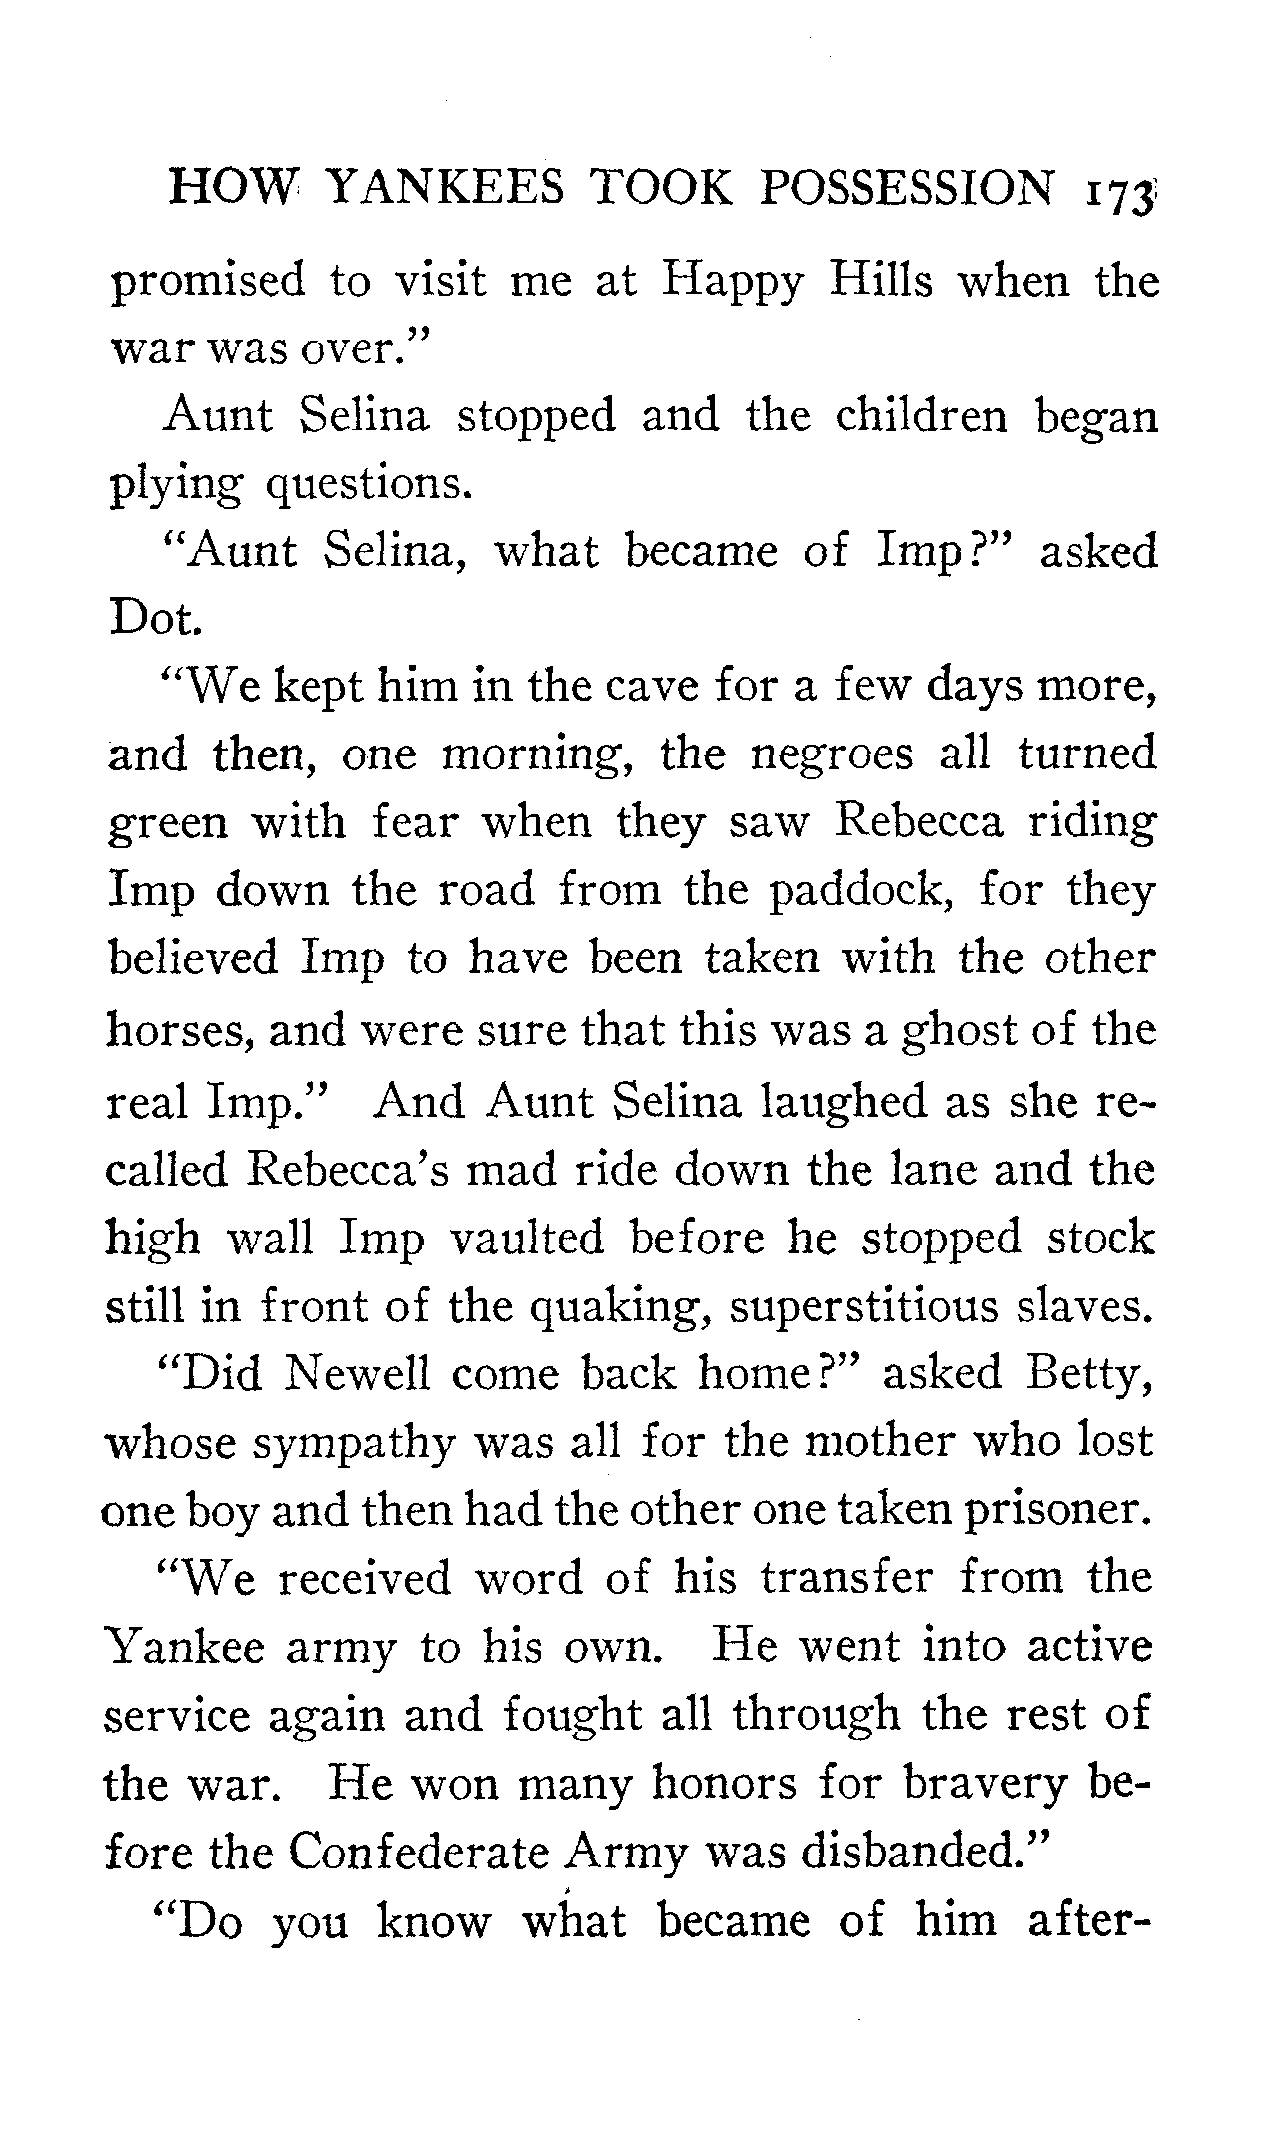 HOW YANKEES TOOK POSSESSION 173
promised to visit me at Happy Hills when the
war was over."
Aunt Selina stopped and the children began
plying questions.
"Aunt Selina, what became of Imp?" asked
Dot.
"We kept him in the cave for a few days more,
and then, one morning, the negroes all turned
green with fear when they saw Rebecca riding
Imp down the road from the paddock, for they
believed Imp to have been taken with the other
horses, and were sure that this was a ghost of the
real Imp." And Aunt Selina laughed as she re-
called Rebecca's mad ride down the lane and the
high wall Imp vaulted before he stopped stock
still in front of the quaking, superstitious slaves.
"Did Newell come back home?" asked Betty,
whose sympathy was all for the mother who lost
one boy and then had the other one taken prisoner.
"We received word of his transfer from the
Yankee army to his own. He went into active
service again and fought all through the rest of
the war. He won many honors for bravery be-
fore the Confederate Army was disbanded."
"Do you know what became of him after-